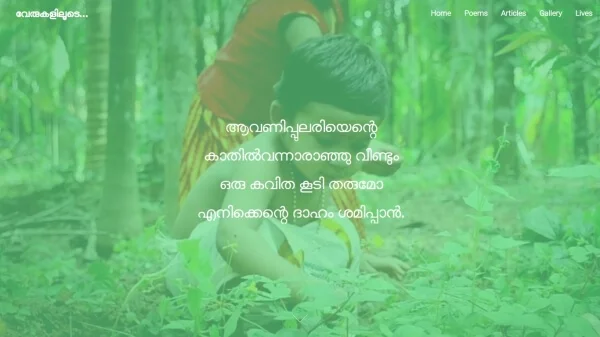 വേരുകളിലൂടെ...
Home Poems Articles Gallery Lives
ആവണിപ്പുലരിയെന്റെ
കാതിൽവന്നാരാഞ്ഞു വീണ്ടും
ഒരു കവിത കൂടി തരുമോ
എനിക്കെന്റെ ദാഹം ശമിപ്പാൻ.